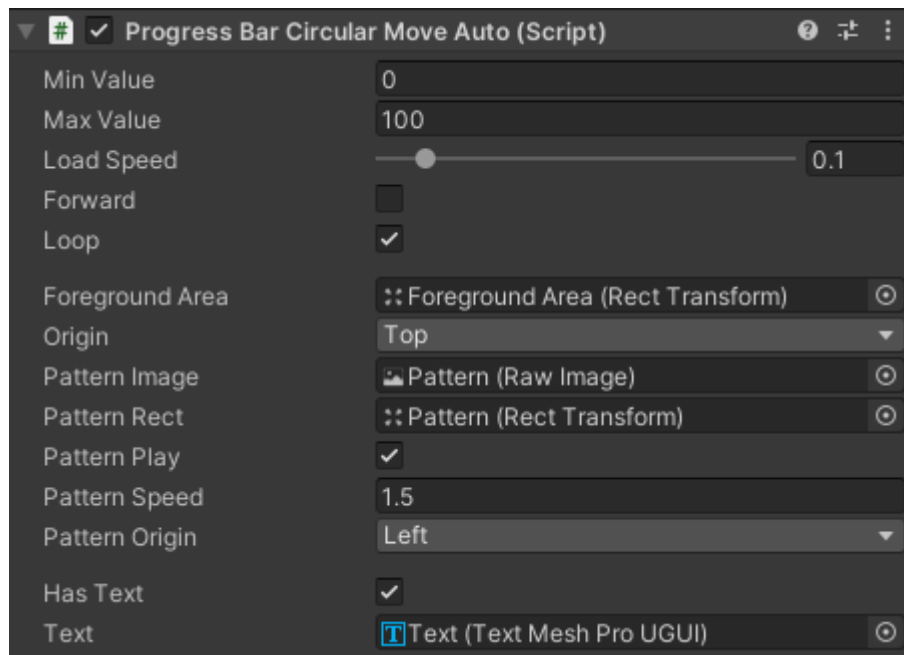 # Progress Bar Circular Move Auto (Script)
Min Value 0
Max Value 100
Load Speed 0.1
Forward
Loop
Foreground Area Foreground Area (Rect Transform)
Origin Top
Pattern Image Pattern (Raw Image)
Pattern Rect Pattern (Rect Transform)
Pattern Play
Pattern Speed 1.5
Pattern Origin Left
Has Text
Text T Text (Text Mesh Pro UGUI)